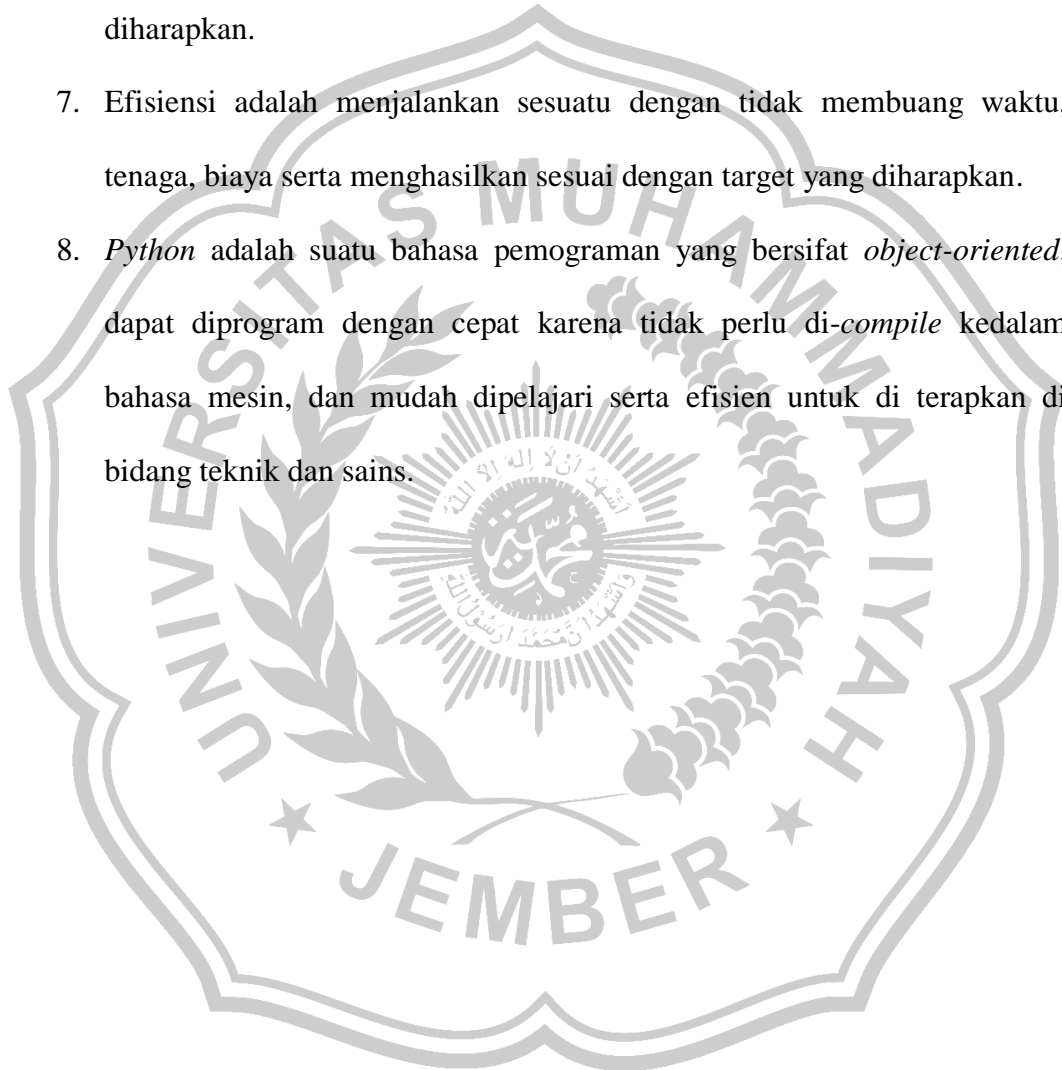 diharapkan.
7. Efisiensi adalah menjalankan sesuatu dengan tidak membuang waktu,
tenaga, biaya serta menghasilkan sesuai dengan target yang diharapkan.
8. Python adalah suatu bahasa pemograman yang bersifat object-oriented,
dapat diprogram dengan cepat karena tidak perlu di-compile kedalam
bahasa mesin, dan mudah dipelajari serta efisien untuk di terapkan di
bidang teknik dan sains.
UNIVERSITAS MUHAMMADIYAH
JEMBER